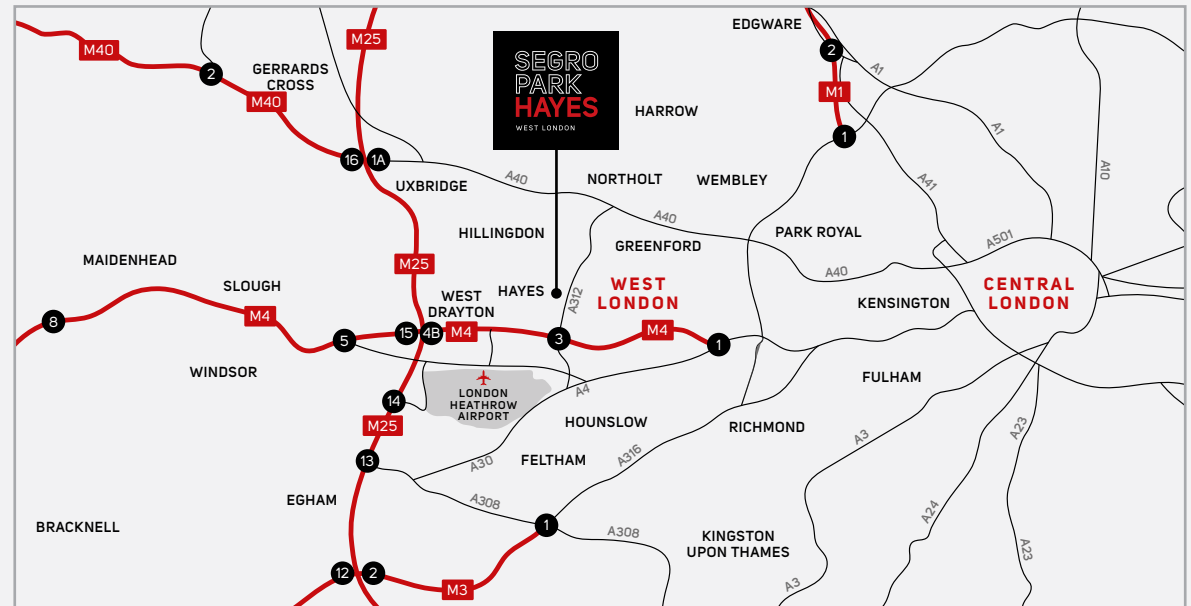 EDGWARE
M25
M40
2
SEGRO
PARK
HAYES
WEST LONDON
2
GERRARDS
CROSS
A1
M1
M40
HARROW
A1
1
16
1A
A10
A40
NORTHOLT
WEMBLEY
A41
UXBRIDGE
A40
HILLINGDON
PARK ROYAL
A501
GREENFORD
MAIDENHEAD
M25
A40
SLOUGH
HAYES
WEST
LONDON
CENTRAL
LONDON
WEST
DRAYTON
A312
KENSINGTON
M4
8
15
4B
M4
M4
5
3
1
WINDSOR
LONDON
HEATHROW
AIRPORT
A4
FULHAM
14
M25
HOUNSLOW
RICHMOND
A3
A23
13
A30
FELTHAM
A316
EGHAM
A308
A24
BRACKNELL
1
A308
KINGSTON
UPON THAMES
A23
12
2
M3
A3